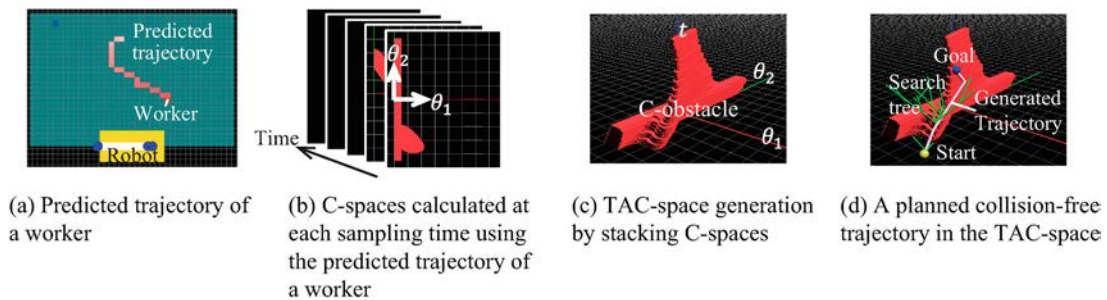 Predicted
trajectory
Worker
Robot
θ₂
θ₁
Time
t
θ₂
C-obstacle
θ₁
Goal
Search
tree
Generated
Trajectory
Start
(a) Predicted trajectory of
a worker
(b) C-spaces calculated at
each sampling time using
the predicted trajectory of
a worker
(c) TAC-space generation
by stacking C-spaces
(d) A planned collision-free
trajectory in the TAC-space